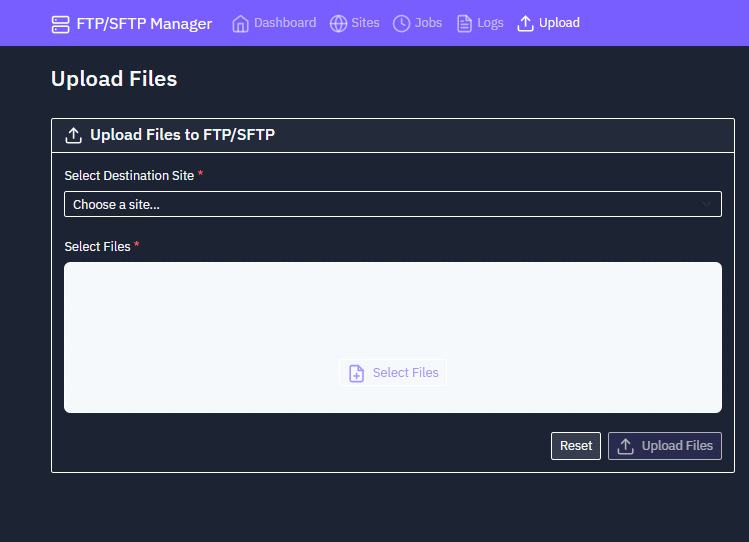 FTP/SFTP Manager Dashboard Sites Jobs Logs Upload
Upload Files
Upload Files to FTP/SFTP
Select Destination Site *
Choose a site...
Select Files *
Select Files
Reset Upload Files